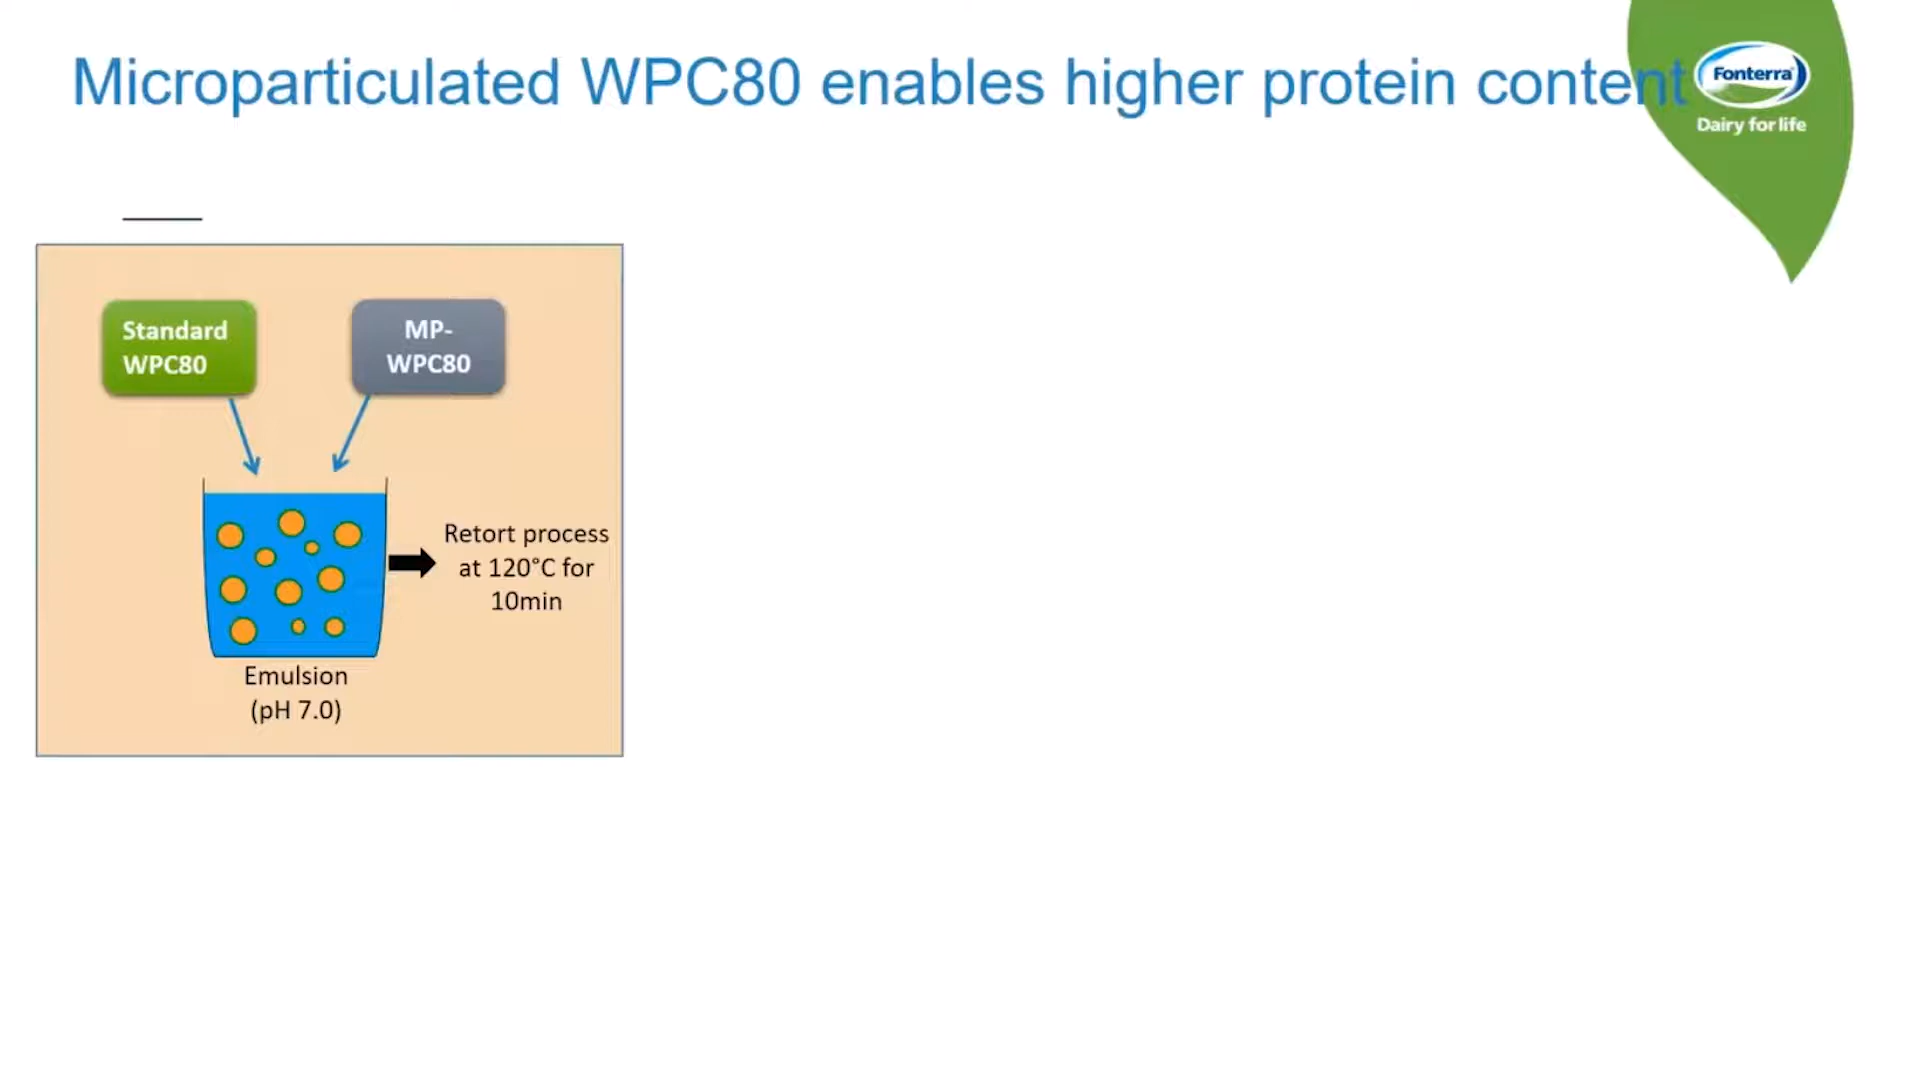 Microparticulated WPC80 enables higher protein content
Fonterra
Dairy for life
Standard
WPC80
MP-
WPC80
Retort process
at 120°C for
10min
Emulsion
(pH 7.0)